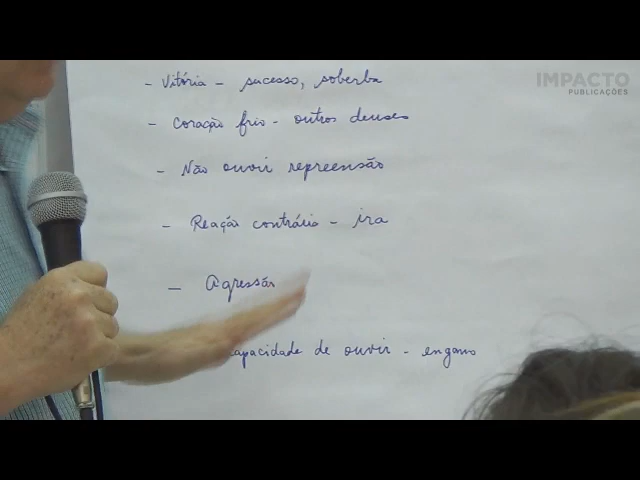 IMPACTO
PUBLICAÇÕES
- Vitória - sucesso, soberba
- Coração frio - outros deuses
- Não ouvir repreensão
- Reação contrária - ira
- Agressão
capacidade de ouvir - engano